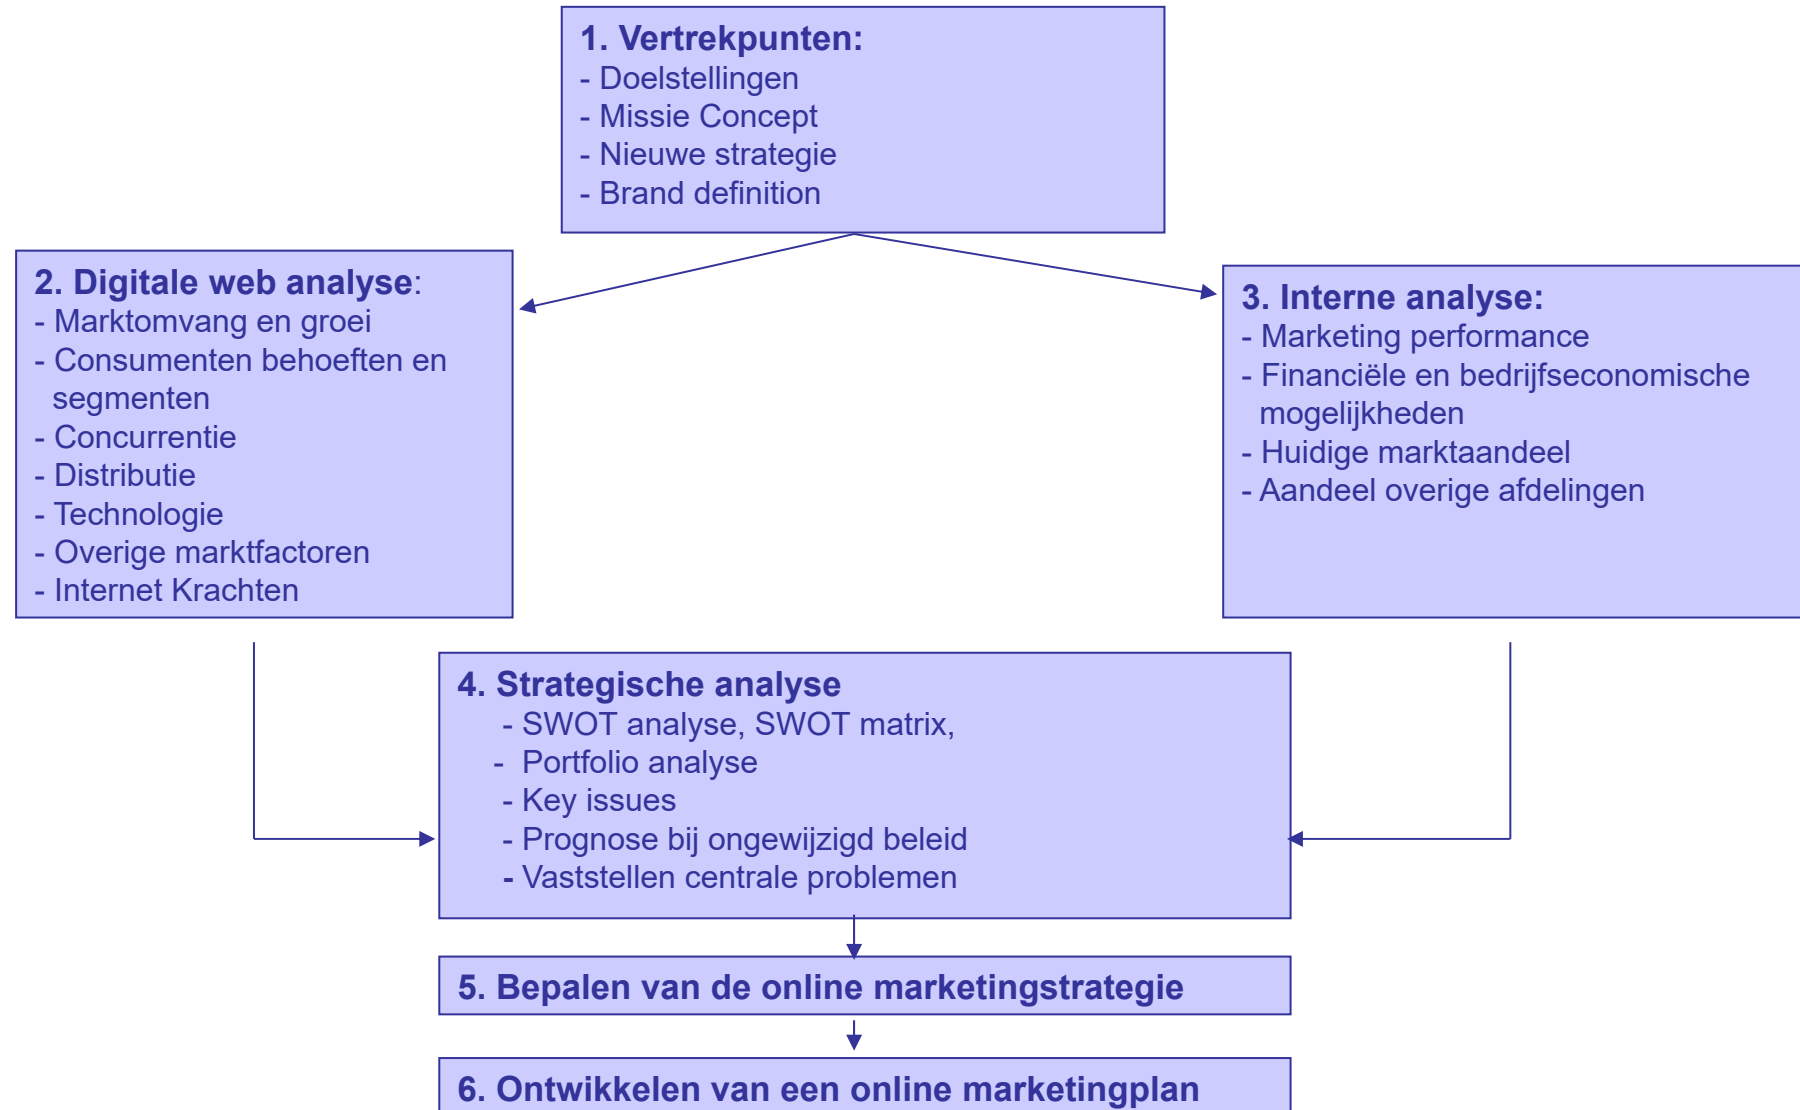 1. Vertrekpunten:
- Doelstellingen
- Missie Concept
- Nieuwe strategie
- Brand definition
2. Digitale web analyse:
- Marktomvang en groei
- Consumenten behoeften en
segmenten
- Concurrentie
- Distributie
- Technologie
- Overige marktfactoren
- Internet Krachten
3. Interne analyse:
- Marketing performance
- Financiële en bedrijfseconomische
mogelijkheden
- Huidige marktaandeel
- Aandeel overige afdelingen
4. Strategische analyse
- SWOT analyse, SWOT matrix,
- Portfolio analyse
- Key issues
- Prognose bij ongewijzigd beleid
- Vaststellen centrale problemen
5. Bepalen van de online marketingstrategie
6. Ontwikkelen van een online marketingplan